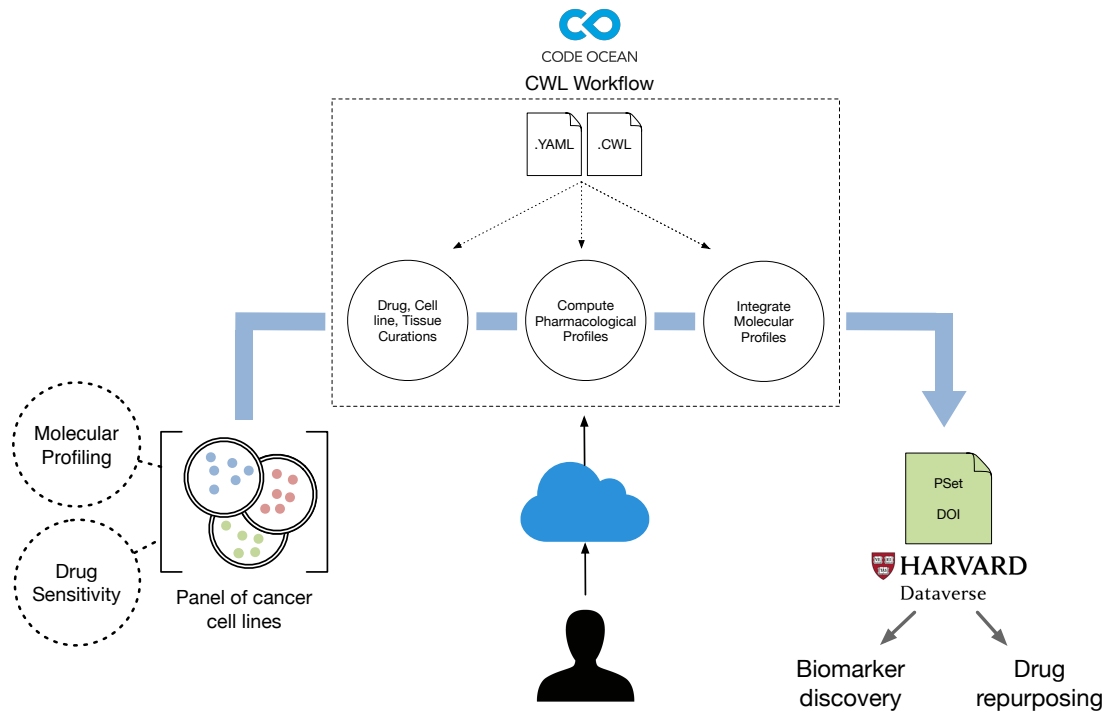 CODE OCEAN
CWL Workflow
.YAML
.CWL
Drug, Cell
line, Tissue
Curations
Compute
Pharmacological
Profiles
Integrate
Molecular
Profiles
Molecular
Profiling
Drug
Sensitivity
Panel of cancer
cell lines
PSet
DOI
HARVARD
Dataverse
Biomarker
discovery
Drug
repurposing